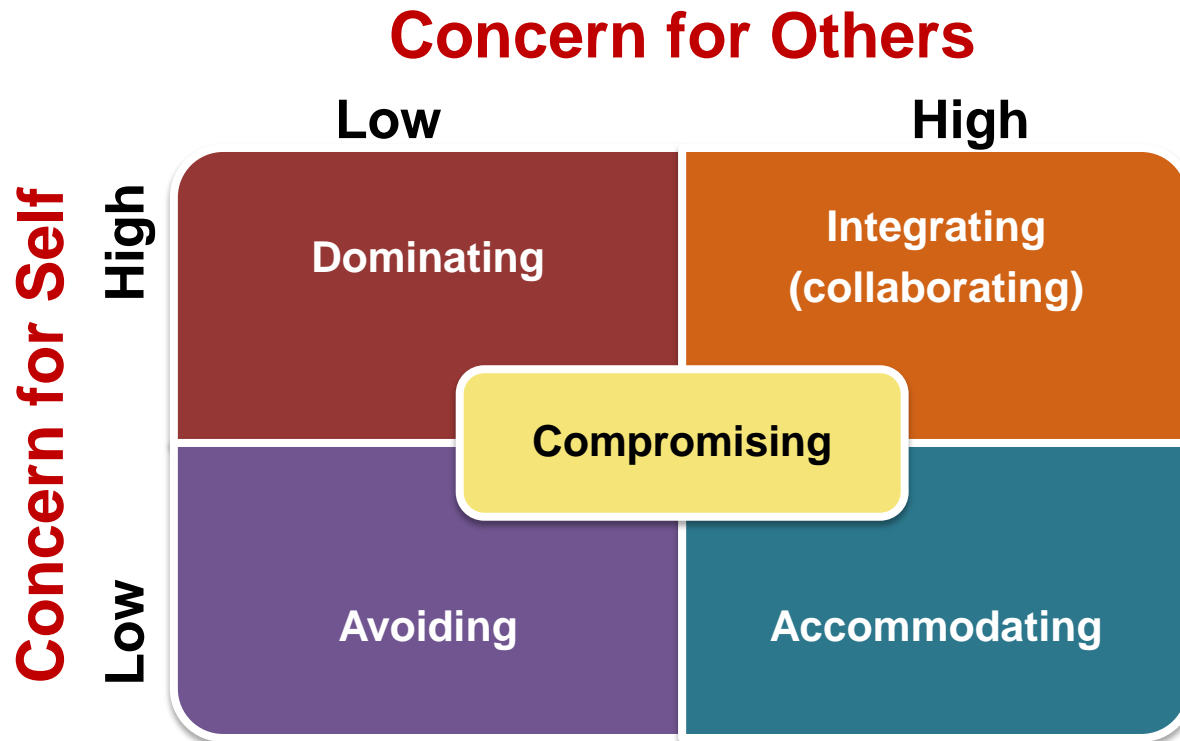 Concern for Others
Low
High
Concern for Self
High
Low
Dominating
Integrating
(collaborating)
Compromising
Avoiding
Accommodating